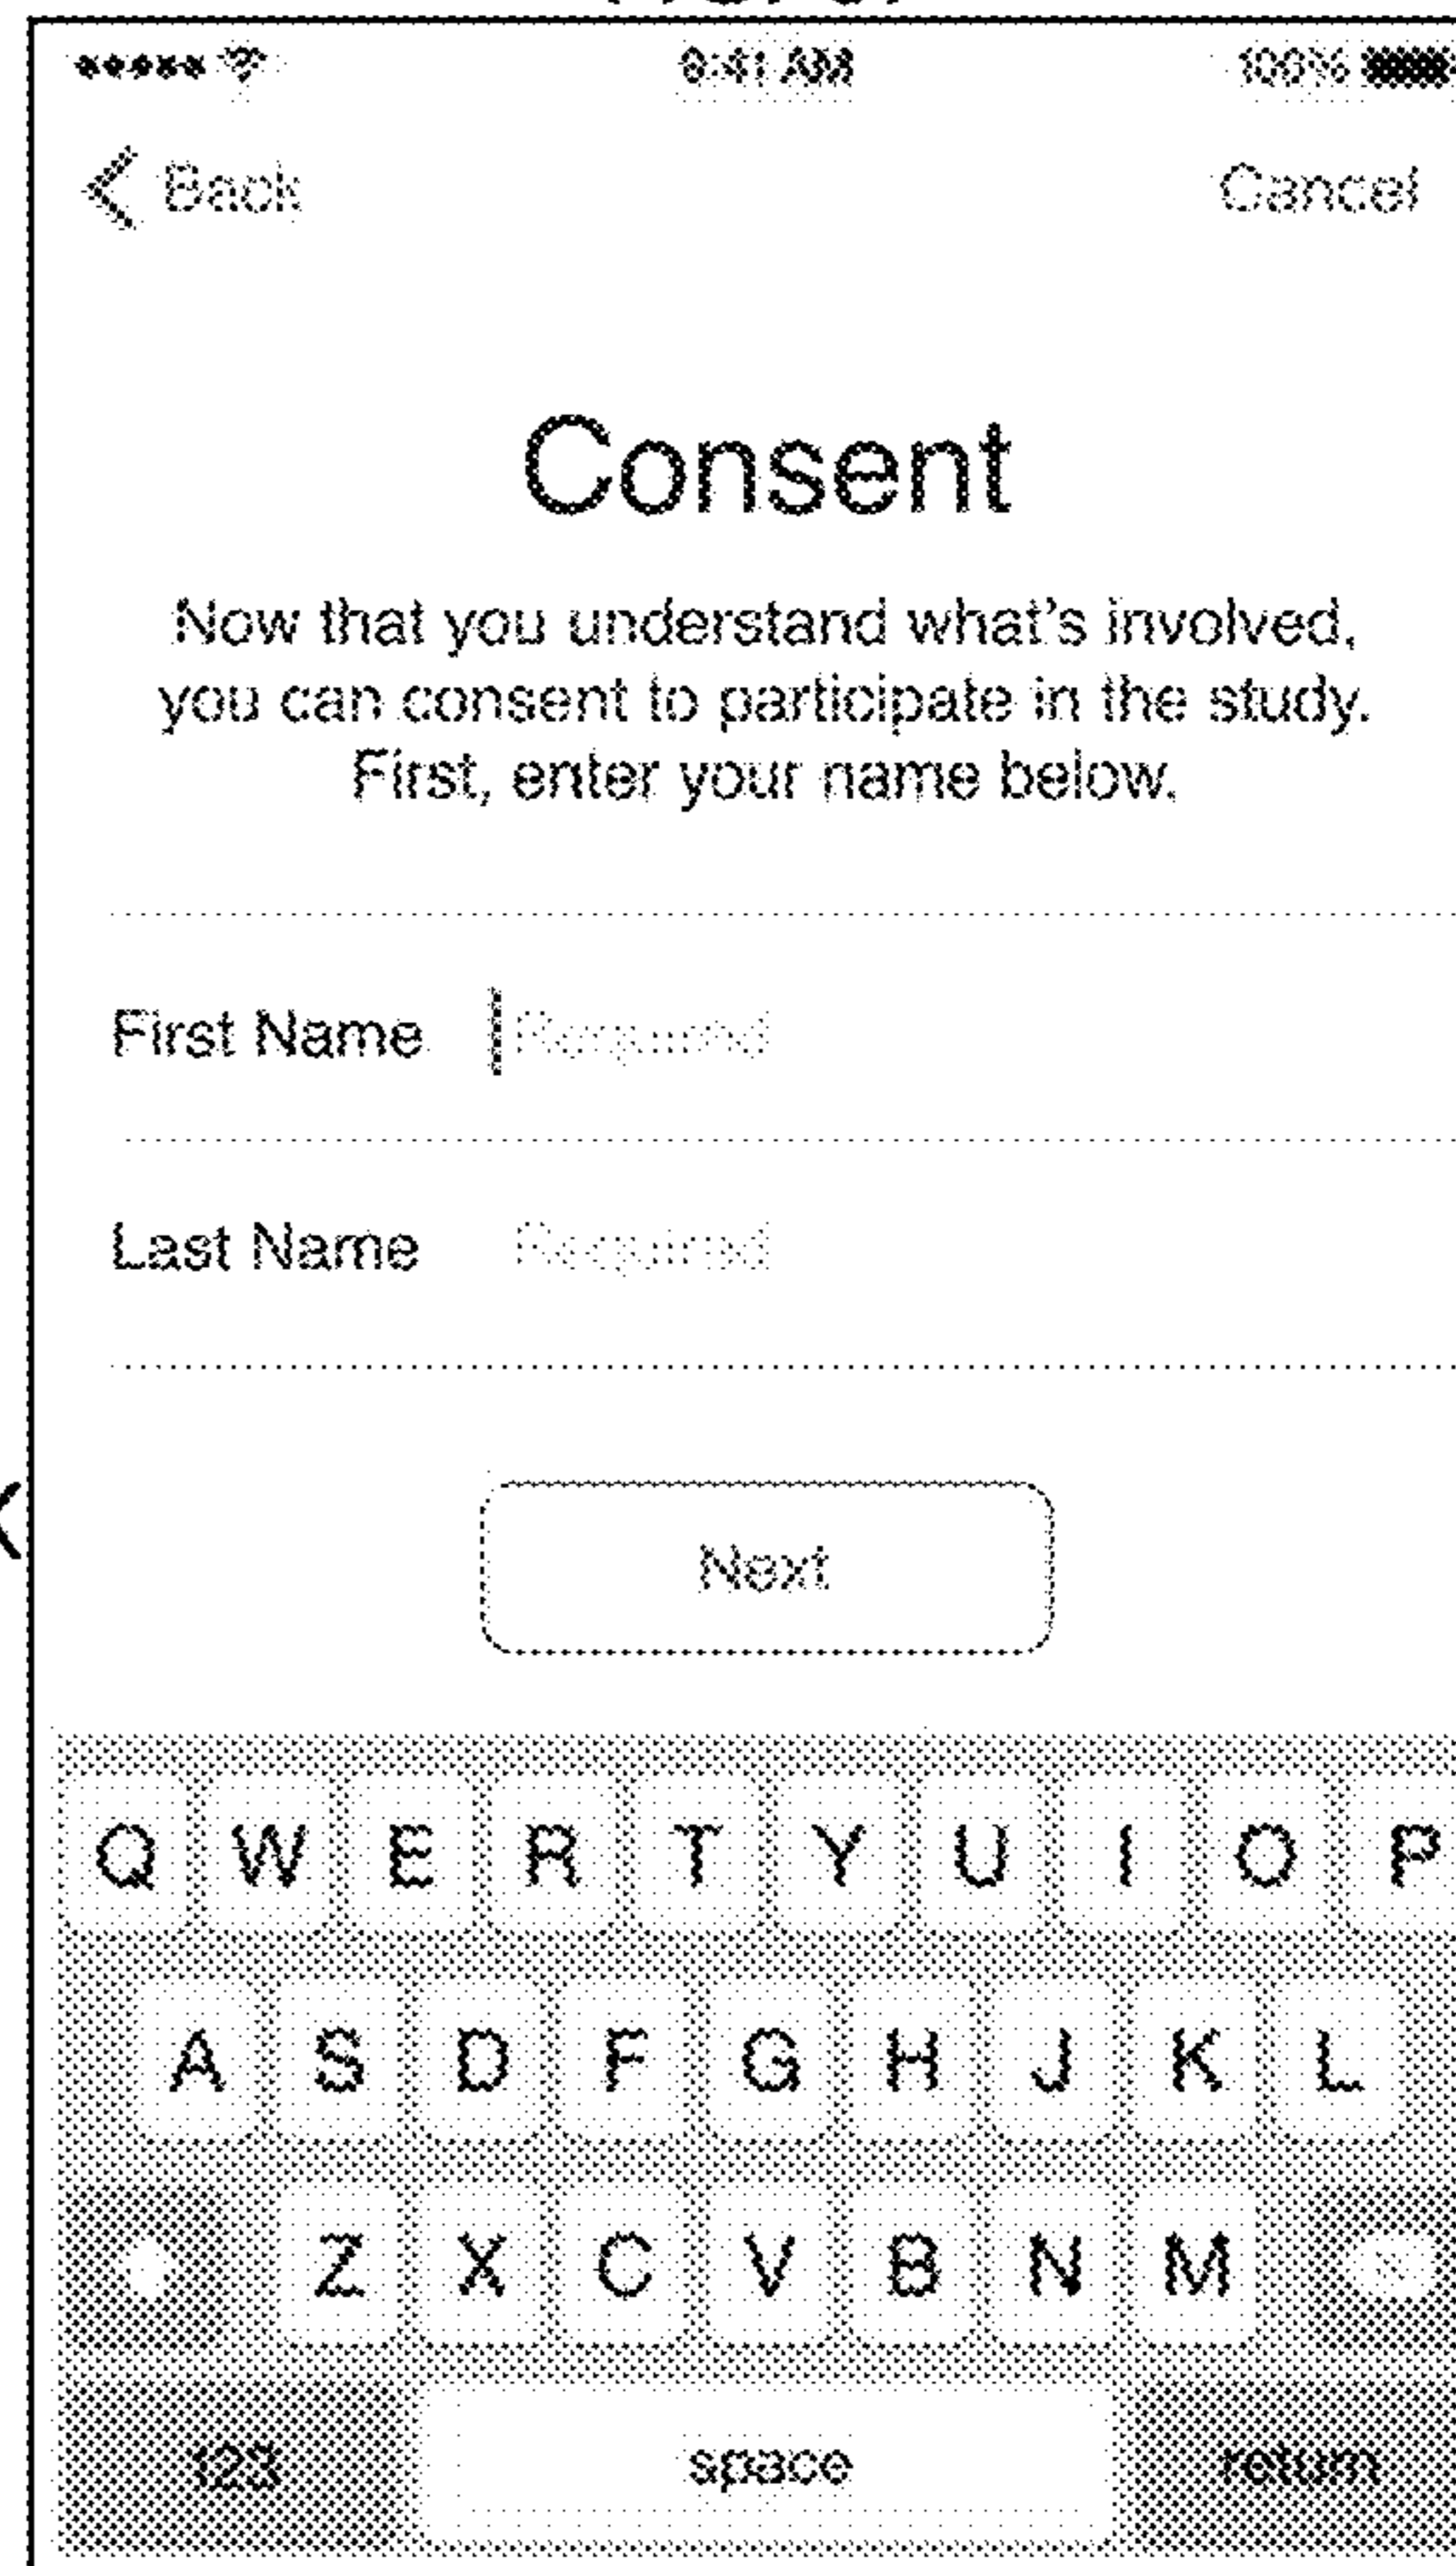 9:41 AM 100%
Back Cancel
Consent
Now that you understand what's involved,
you can consent to participate in the study.
First, enter your name below.
First Name Required
Last Name Required
Next
Q W E R T Y U I O P
A S D F G H J K L
Z X C V B N M
123 space return